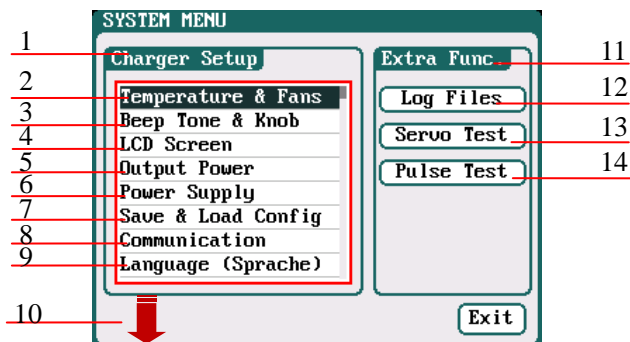 SYSTEM MENU
1
Charger Setup
2
Temperature & Fans
3
Beep Tone & Knob
4
LCD Screen
5
Output Power
6
Power Supply
7
Save & Load Config
8
Communication
9
Language (Sprache)
10
Extra Func.
11
Log Files
12
Servo Test
13
Pulse Test
14
Exit